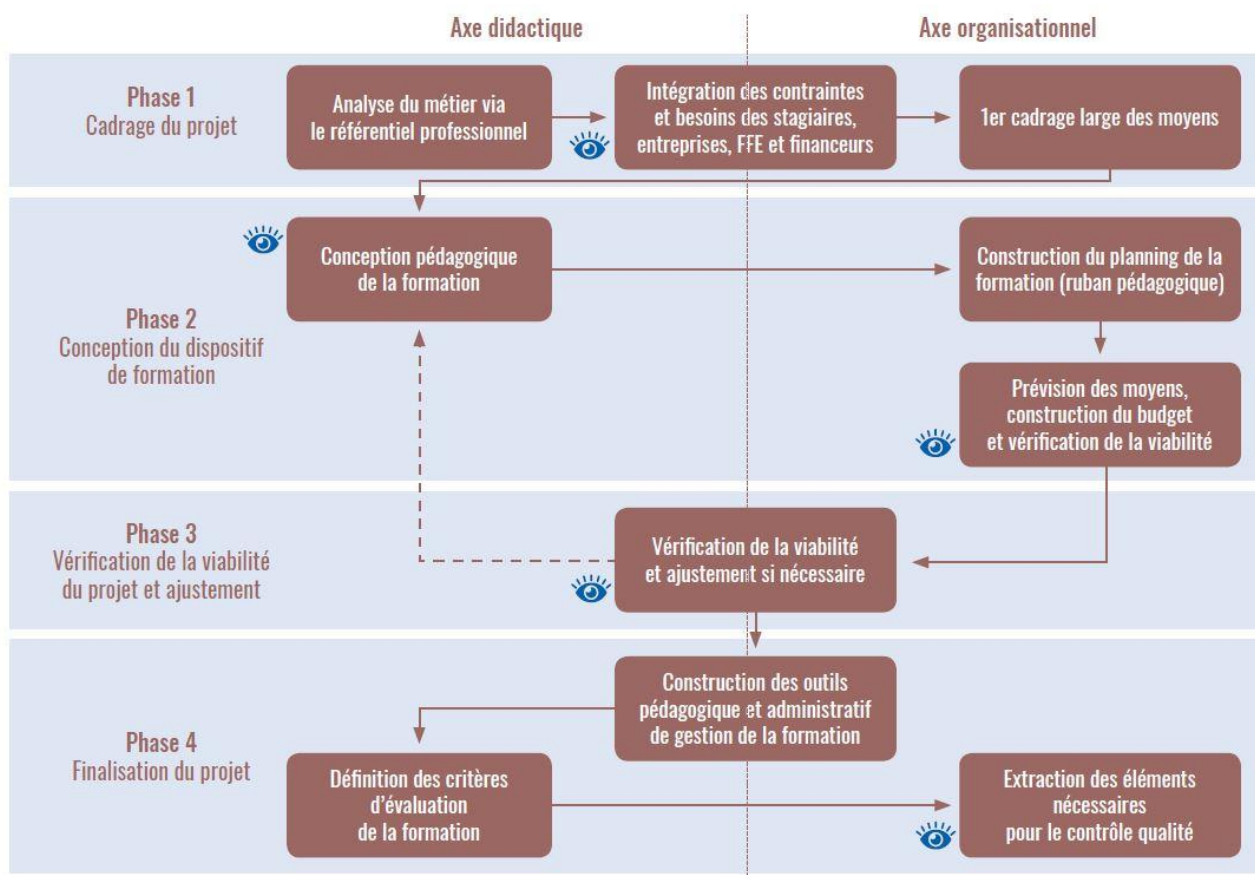 Axe didactique
Axe organisationnel
Phase 1
Cadrage du projet
Analyse du métier via
le référentiel professionnel
Intégration des contraintes
et besoins des stagiaires,
entreprises, FFE et financeurs
1er cadrage large des moyens
Phase 2
Conception du dispositif
de formation
Conception pédagogique
de la formation
Construction du planning de la
formation (ruban pédagogique)
Prévision des moyens,
construction du budget
et vérification de la viabilité
Phase 3
Vérification de la viabilité
du projet et ajustement
Vérification de la viabilité
et ajustement si nécessaire
Phase 4
Finalisation du projet
Construction des outils
pédagogique et administratif
de gestion de la formation
Définition des critères
d’évaluation
de la formation
Extraction des éléments
nécessaires
pour le contrôle qualité